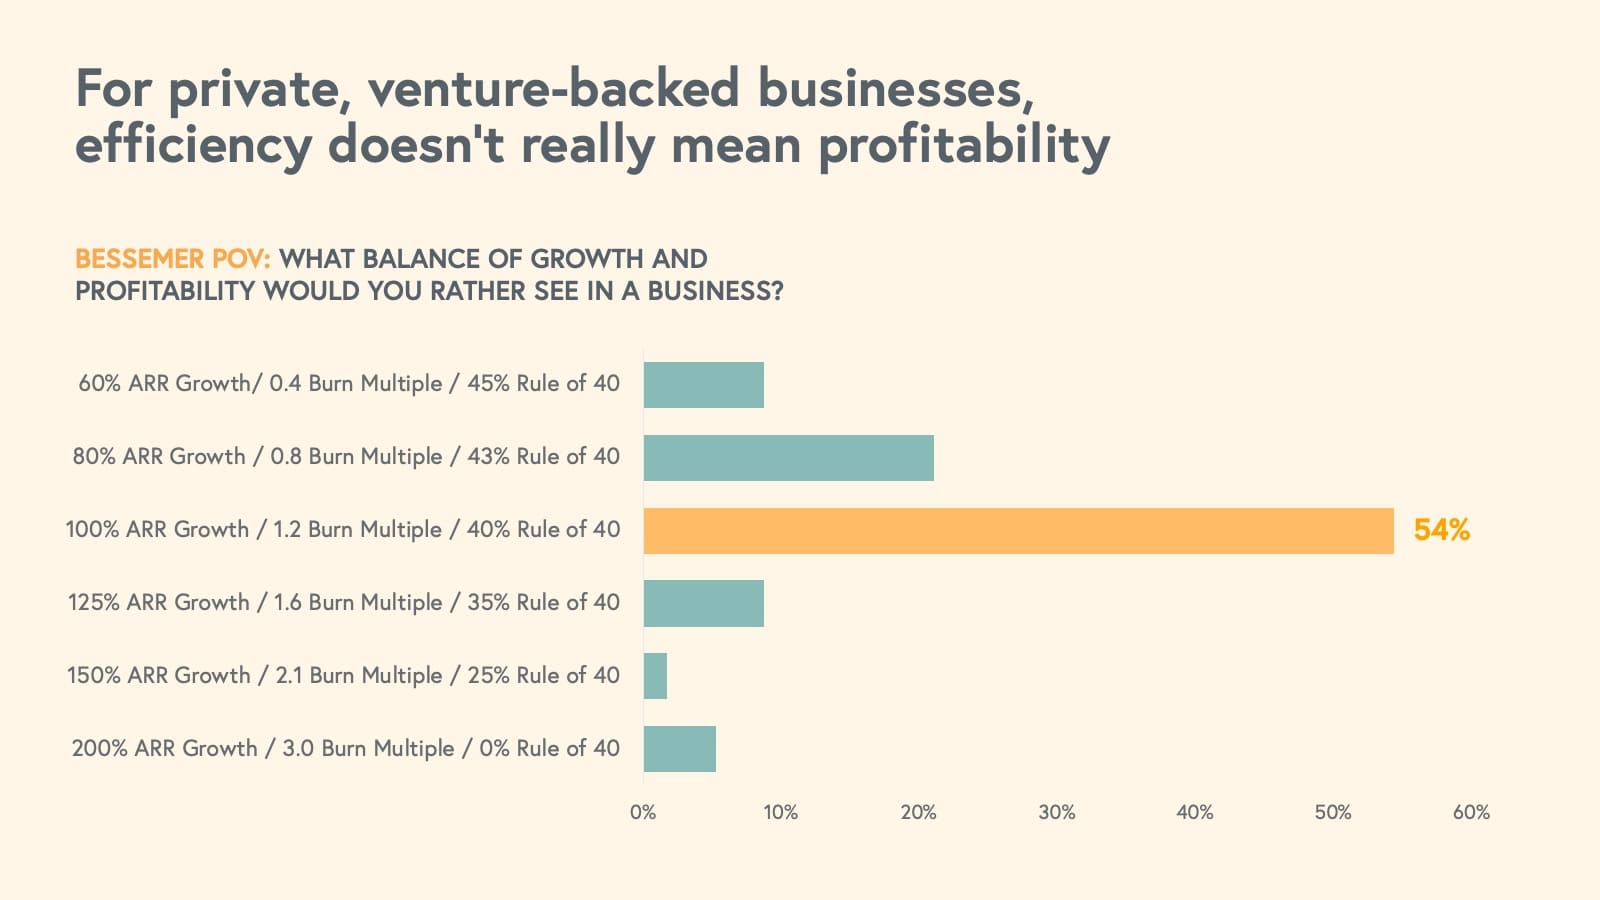 For private, venture-backed businesses,
efficiency doesn't really mean profitability
BESSEMER POV: WHAT BALANCE OF GROWTH AND
PROFITABILITY WOULD YOU RATHER SEE IN A BUSINESS?
60% ARR Growth/ 0.4 Burn Multiple / 45% Rule of 40
80% ARR Growth / 0.8 Burn Multiple / 43% Rule of 40
100% ARR Growth / 1.2 Burn Multiple / 40% Rule of 40
54%
125% ARR Growth / 1.6 Burn Multiple / 35% Rule of 40
150% ARR Growth / 2.1 Burn Multiple / 25% Rule of 40
200% ARR Growth / 3.0 Burn Multiple / 0% Rule of 40
0% 10% 20% 30% 40% 50% 60%